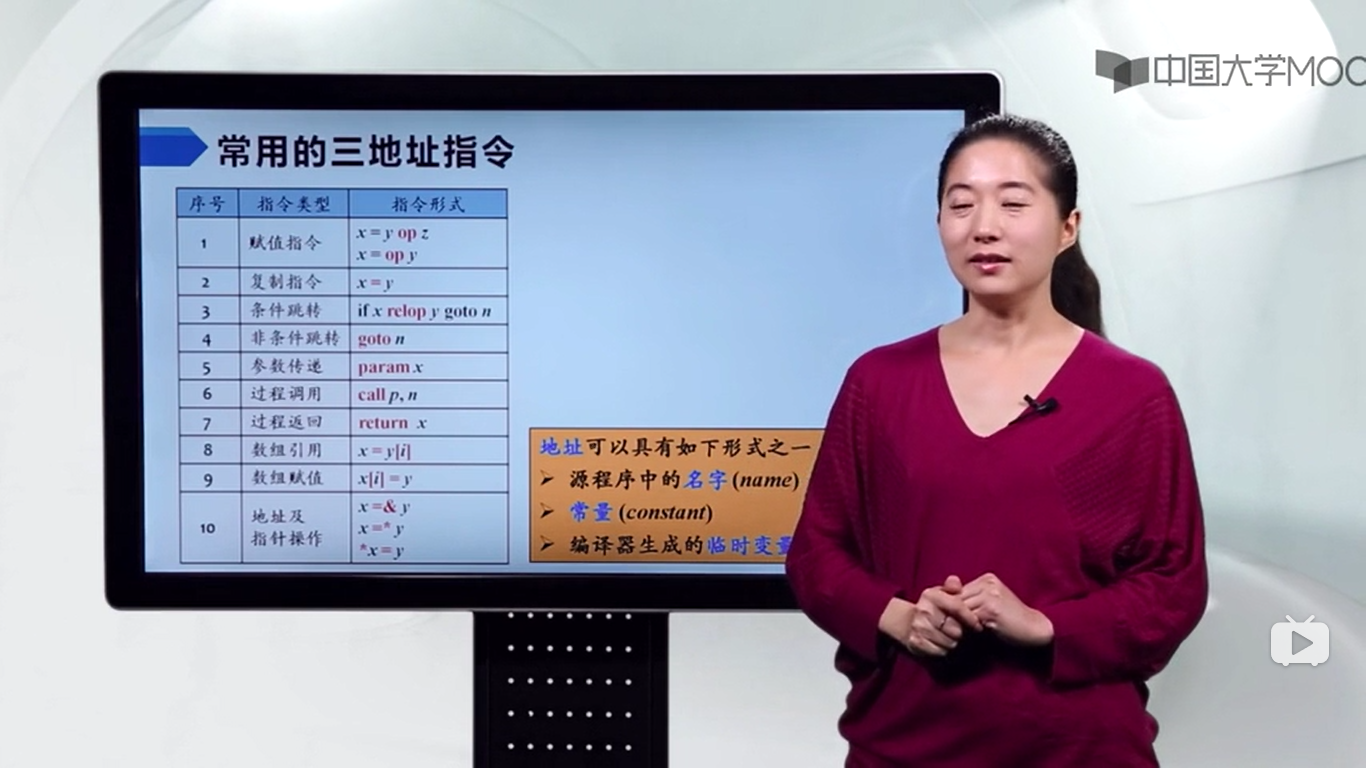 中国大学MOO
常用的三地址指令
序号 指令类型 指令形式
1 赋值指令 x = y op z
x = op y
2 复制指令 x = y
3 条件跳转 if x relop y goto n
4 非条件跳转 goto n
5 参数传递 param x
6 过程调用 call p, n
7 过程返回 return x
8 数组引用 x = y[i]
9 数组赋值 x[i] = y
10 地址及
指针操作 x =& y
x =* y
*x = y
地址可以具有如下形式之一
➢ 源程序中的名字 (name)
➢ 常量 (constant)
➢ 编译器生成的临时变量